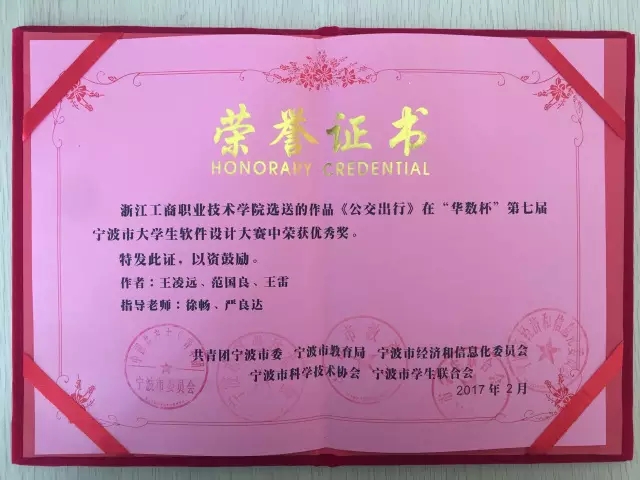 荣誉证书
HONORARY CREDENTIAL
浙江工商职业技术学院选送的作品《公交出行》在“华数杯”第七届
宁波市大学生软件设计大赛中荣获优秀奖。
特发此证，以资鼓励。
作者：王凌远、范国良、王雷
指导老师：徐畅、严良达
共青团宁波市委 宁波市教育局 宁波市经济和信息化委员会
宁波市科学技术协会 宁波市学生联合会
2017年2月
宁波市委员会